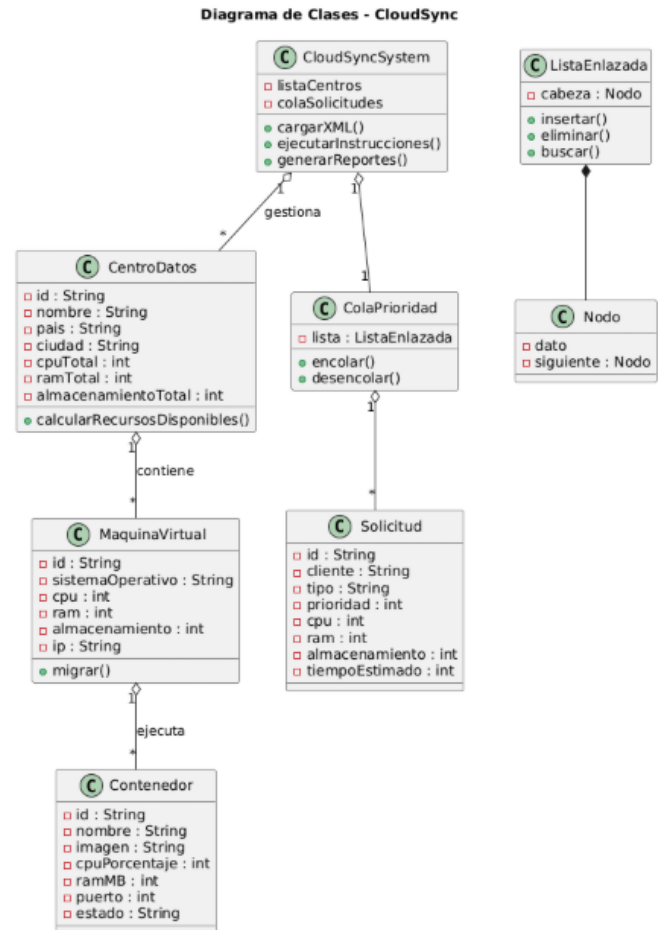 Diagrama de Clases - CloudSync
C CloudSyncSystem
listaCentros
colaSolicitudes
cargarXML()
ejecutarInstrucciones()
generarReportes()
C ListaEnlazada
cabeza : Nodo
insertar()
eliminar()
buscar()
1
1
gestiona
*
1
C CentroDatos
id : String
nombre : String
pais : String
ciudad : String
cpuTotal : int
ramTotal : int
almacenamientoTotal : int
calcularRecursosDisponibles()
C ColaPrioridad
lista : ListaEnlazada
encolar()
desencolar()
C Nodo
dato
siguiente : Nodo
1
contiene
*
1
*
C MaquinaVirtual
id : String
sistemaOperativo : String
cpu : int
ram : int
almacenamiento : int
ip : String
migrar()
C Solicitud
id : String
cliente : String
tipo : String
prioridad : int
cpu : int
ram : int
almacenamiento : int
tiempoEstimado : int
1
ejecuta
*
C Contenedor
id : String
nombre : String
imagen : String
cpuPorcentaje : int
ramMB : int
puerto : int
estado : String